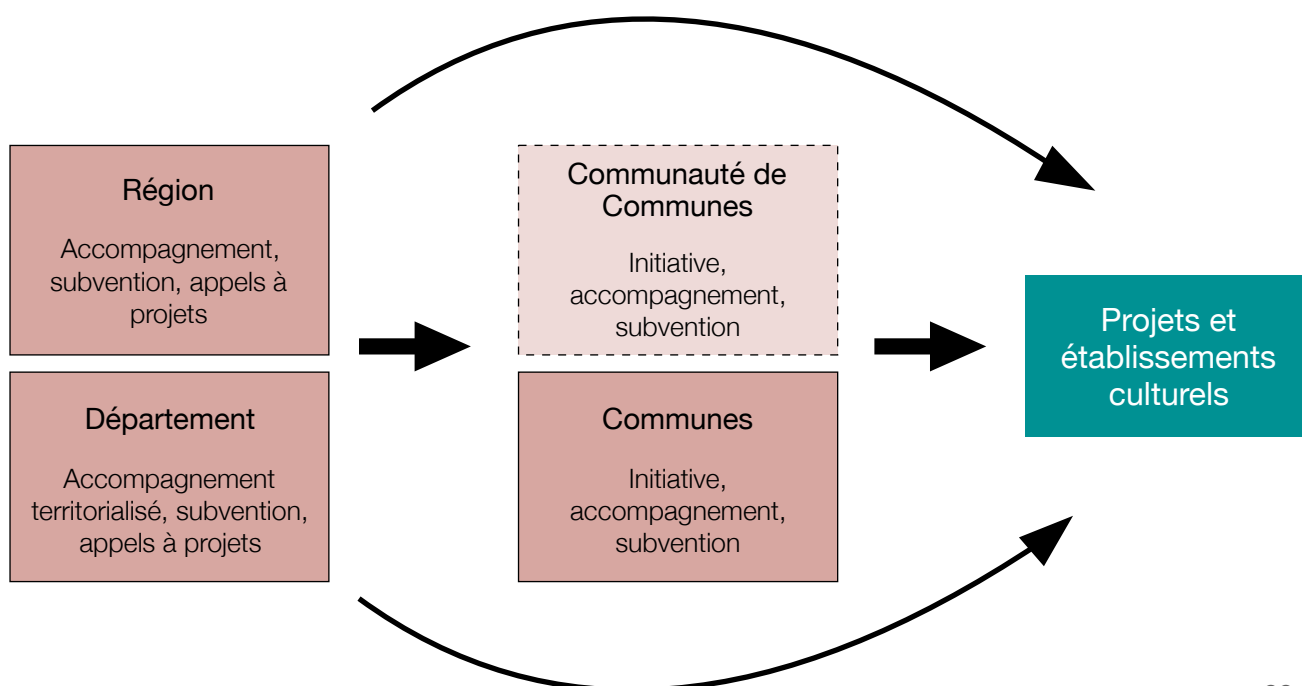 Région
Accompagnement,
subvention, appels à
projets
Département
Accompagnement
territorialisé, subvention,
appels à projets
Communauté de
Communes
Initiative,
accompagnement,
subvention
Communes
Initiative,
accompagnement,
subvention
Projets et
établissements
culturels